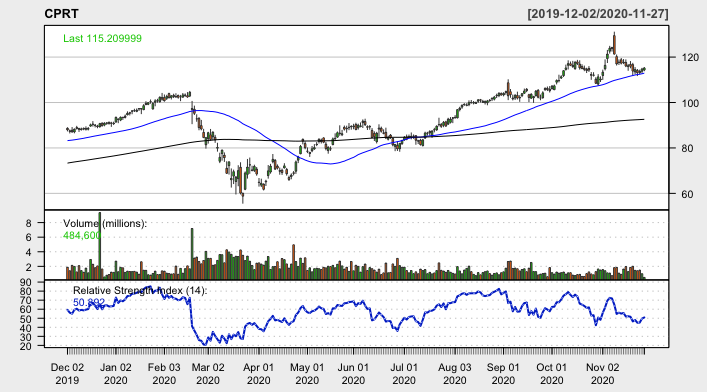 CPRT [2019-12-02/2020-11-27]
Last 115.209999
120
100
80
60
Volume (millions):
484,600
8
6
4
2
Relative Strength Index (14):
90
80
70
60
50
40
30
20
Dec 02 Jan 02 Feb 03 Mar 02 Apr 01 May 01 Jun 01 Jul 01 Aug 03 Sep 01 Oct 01 Nov 02
2019 2020 2020 2020 2020 2020 2020 2020 2020 2020 2020 2020